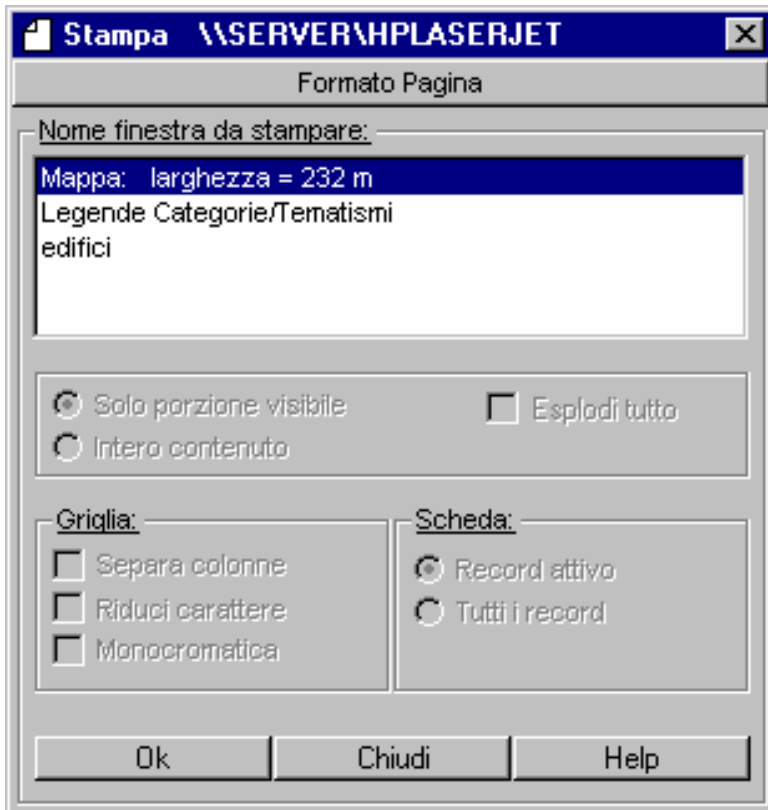 Stampa \\SERVER\HPLASERJET
Formato Pagina
Nome finestra da stampare:
Mappa: larghezza = 232 m
Legende Categorie/Tematismi
edifici
Solo porzione visibile
Esplodi tutto
Intero contenuto
Griglia:
Separa colonne
Riduci carattere
Monocromatica
Scheda:
Record attivo
Tutti i record
Ok
Chiudi
Help